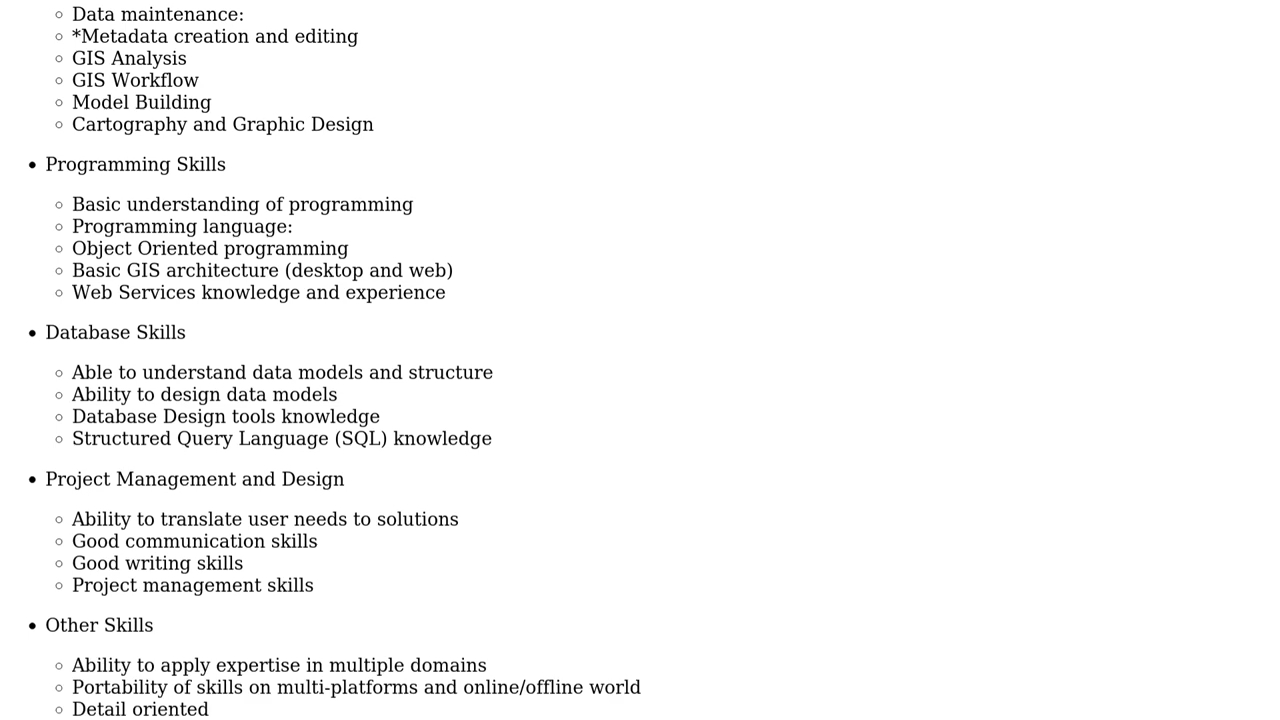 Data maintenance:
*Metadata creation and editing
GIS Analysis
GIS Workflow
Model Building
Cartography and Graphic Design
Programming Skills
Basic understanding of programming
Programming language:
Object Oriented programming
Basic GIS architecture (desktop and web)
Web Services knowledge and experience
Database Skills
Able to understand data models and structure
Ability to design data models
Database Design tools knowledge
Structured Query Language (SQL) knowledge
Project Management and Design
Ability to translate user needs to solutions
Good communication skills
Good writing skills
Project management skills
Other Skills
Ability to apply expertise in multiple domains
Portability of skills on multi-platforms and online/offline world
Detail oriented